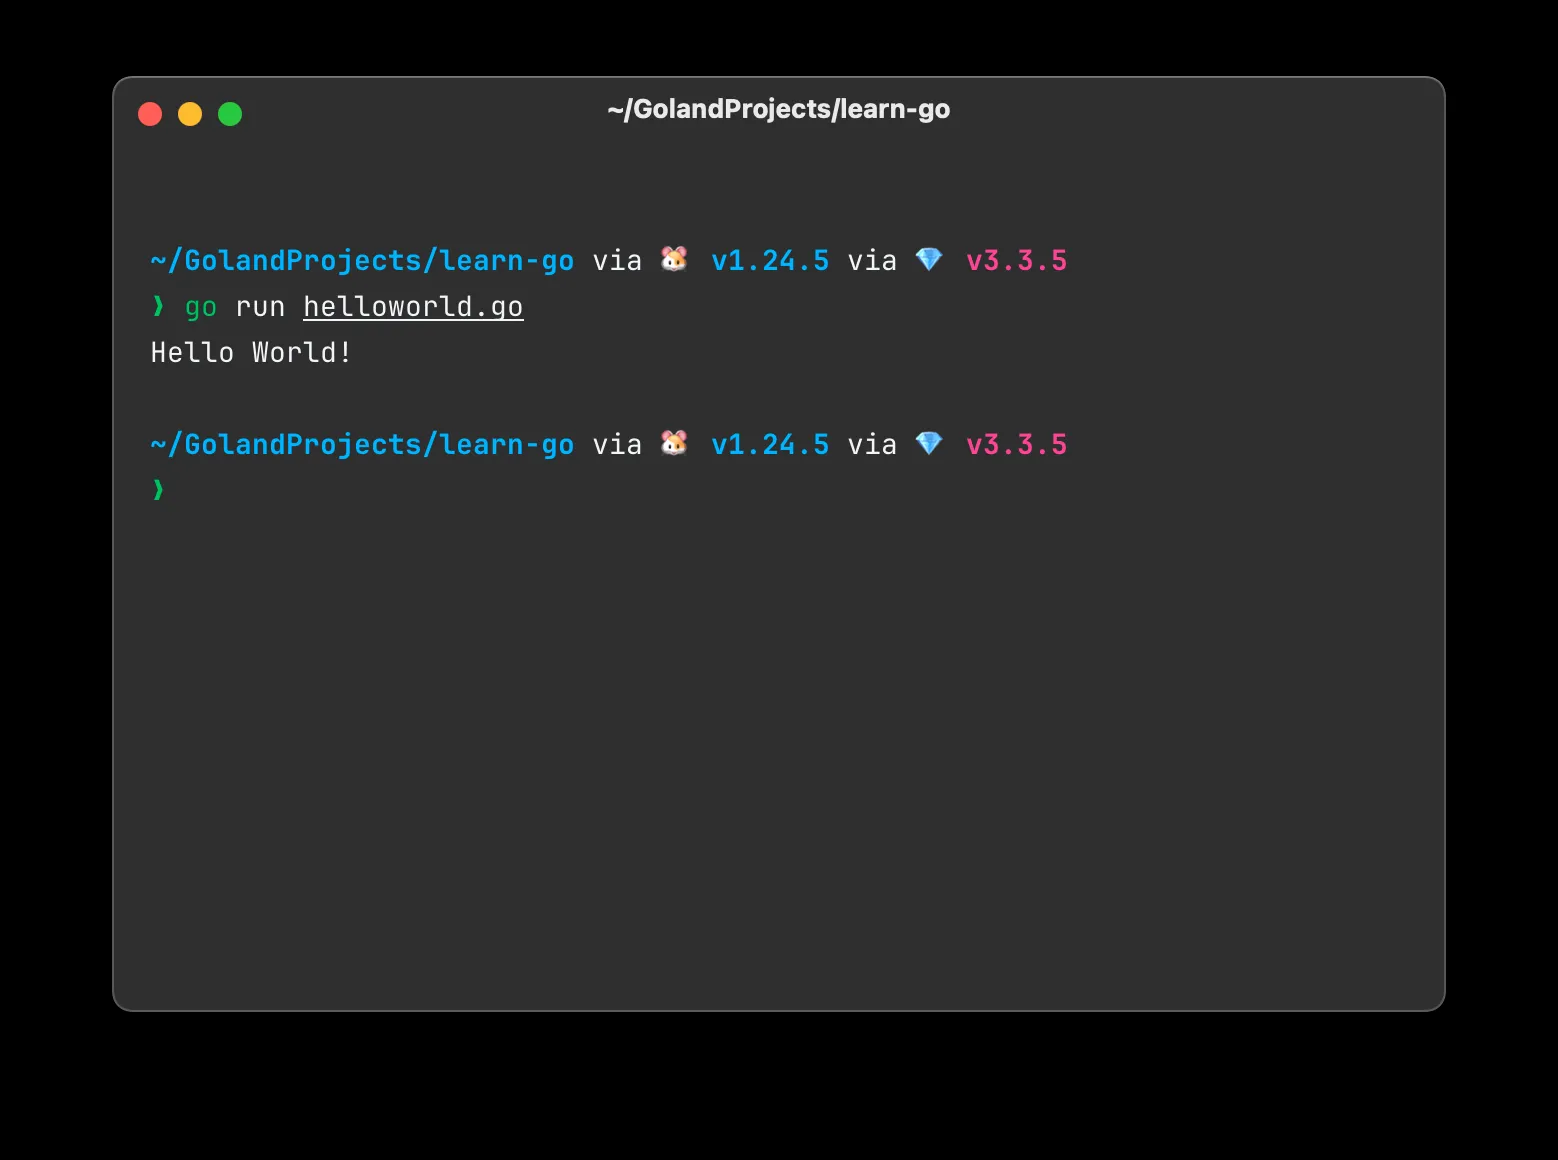 ~/GolandProjects/learn-go
~/GolandProjects/learn-go via 🐹 v1.24.5 via 💎 v3.3.5
❯ go run helloworld.go
Hello World!
~/GolandProjects/learn-go via 🐹 v1.24.5 via 💎 v3.3.5
❯